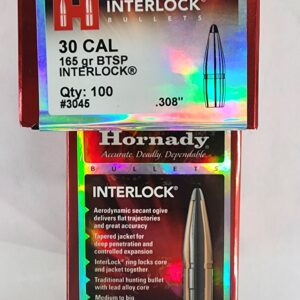 H INTERLOCK®
BULLETS
30 CAL
165 gr BTSP
INTERLOCK®
Qty: 100
#3045
.308"
Hornady®
Accurate. Deadly. Dependable.
BULLETS
INTERLOCK®
Aerodynamic secant ogive
delivers flat trajectories
and great accuracy
Tapered jacket for
deep penetration and
controlled expansion
InterLock® ring locks core
and jacket together
Traditional hunting bullet
with lead alloy core
Medium to big